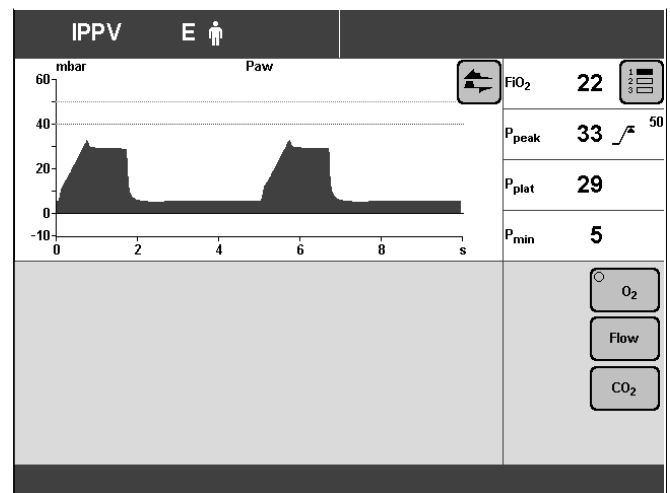 IPPV E
mbar Paw
60
40
20
0
-10
0 2 4 6 8 s
FiO2 22
1
2
3
Ppeak 33 50
Pplat 29
Pmin 5
O2
Flow
CO2